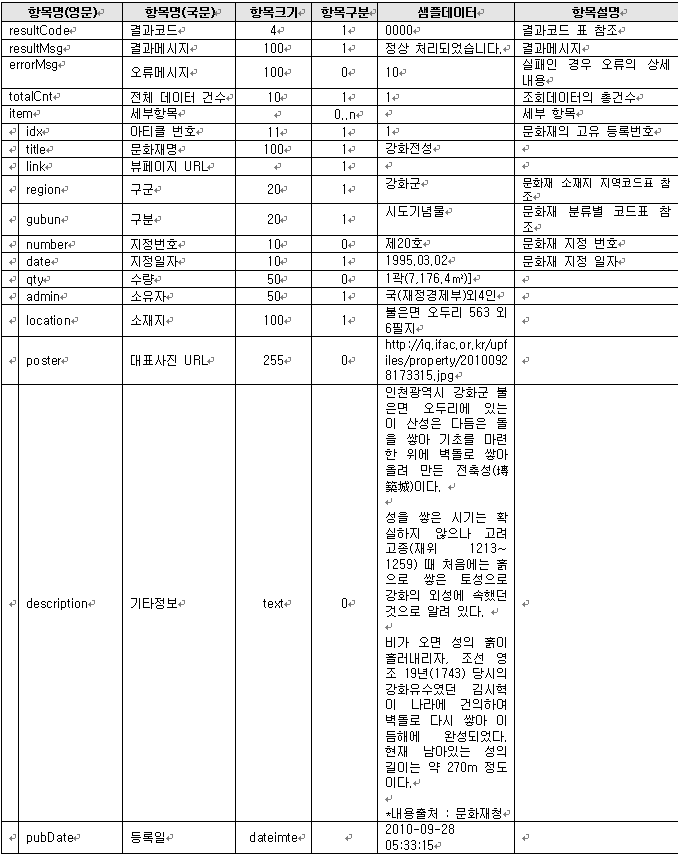 항목명(영문) 항목명(국문) 항목크기 항목구분 샘플데이터 항목설명
resultCode 결과코드 4 1 0000 결과코드 표 참조
resultMsg 결과메시지 100 1 정상 처리되었습니다. 결과메시지
errorMsg 오류메시지 100 0 10 실패인 경우 오류의 상세
내용
totalCnt 전체 데이터 건수 10 1 1 조회데이터의 총건수
item 세부항목 0..n 세부 항목
idx 아티클 번호 11 1 1 문화재의 고유 등록번호
title 문화재명 100 1 강화전성
link 뷰페이지 URL 1
region 구군 20 1 강화군 문화재 소재지 지역코드표 참
조
gubun 구분 20 1 시도기념물 문화재 분류별 코드표 참
조
number 지정번호 10 0 제20호 문화재 지정 번호
date 지정일자 10 1 1995.03.02 문화재 지정 일자
qty 수량 50 0 1곽(7,176.4㎡)]
admin 소유자 50 1 국(재정경제부)외4인
location 소재지 100 1 불은면 오두리 563 외
6필지
poster 대표사진 URL 255 0 http://iq.ifac.or.kr/upf
iles/property/2010092
8173315.jpg
description 기타정보 text 0
인천광역시 강화군 불
은면 오두리에 있는
이 산성은 다듬은 돌
을 쌓아 기초를 마련
한 위에 벽돌로 쌓아
올려 만든 전축성(塼
築城)이다.
성을 쌓은 시기는 확
실하지 않으나 고려
고종(재위 1213~
1259) 때 처음에는 흙
으로 쌓은 토성으로
강화의 외성에 속했던
것으로 알려 있다.
비가 오면 성의 흙이
흘러내리자, 조선 영
조 19년(1743) 당시의
강화유수였던 김시혁
이 나라에 건의하여
벽돌로 다시 쌓아 이
듬해에 완성되었다.
현재 남아있는 성의
길이는 약 270m 정도
이다.
*내용출처 : 문화재청
pubDate 등록일 dateimte 2010-09-28
05:33:15